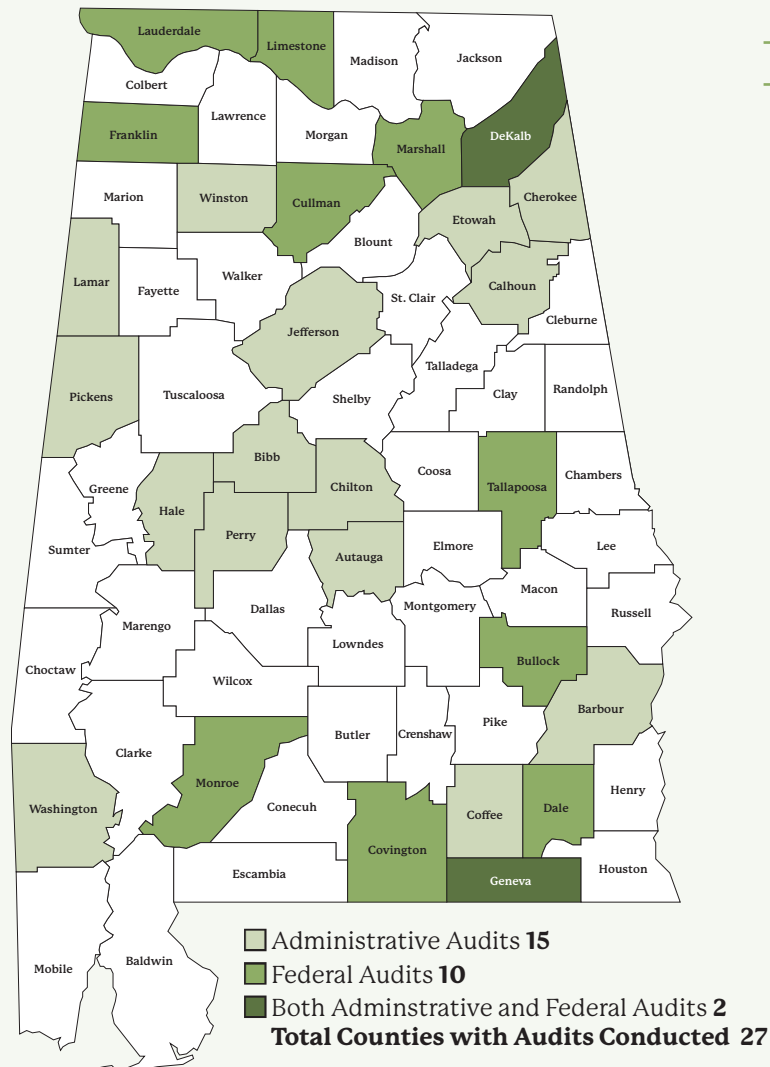 Lauderdale
Limestone
Madison
Jackson
Colbert
Lawrence
Franklin
Morgan
Marshall
DeKalb
Marion
Winston
Cullman
Cherokee
Etowah
Blount
Lamar
Fayette
Walker
St. Clair
Calhoun
Cleburne
Jefferson
Talladega
Pickens
Tuscaloosa
Shelby
Clay
Randolph
Bibb
Coosa
Chambers
Greene
Chilton
Tallapoosa
Hale
Perry
Sumter
Autauga
Elmore
Lee
Macon
Dallas
Montgomery
Russell
Marengo
Lowndes
Choctaw
Bullock
Wilcox
Barbour
Pike
Butler
Crenshaw
Clarke
Monroe
Henry
Washington
Conecuh
Coffee
Dale
Covington
Houston
Escambia
Geneva
Mobile
Baldwin
Administrative Audits 15
Federal Audits 10
Both Adminstrative and Federal Audits 2
Total Counties with Audits Conducted 27